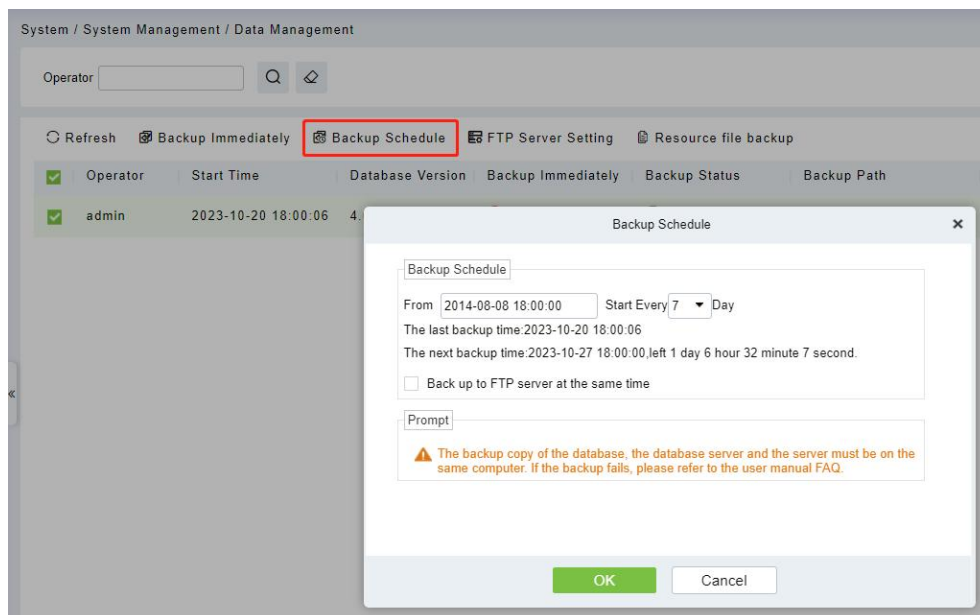 System / System Management / Data Management
Operator
Refresh Backup Immediately Backup Schedule FTP Server Setting Resource file backup
Operator Start Time Database Version Backup Immediately Backup Status Backup Path
admin 2023-10-20 18:00:06 4.
Backup Schedule
Backup Schedule
From 2014-08-08 18:00:00 Start Every 7 Day
The last backup time:2023-10-20 18:00:06
The next backup time:2023-10-27 18:00:00,left 1 day 6 hour 32 minute 7 second.
Back up to FTP server at the same time
Prompt
The backup copy of the database, the database server and the server must be on the
same computer. If the backup fails, please refer to the user manual FAQ.
OK Cancel